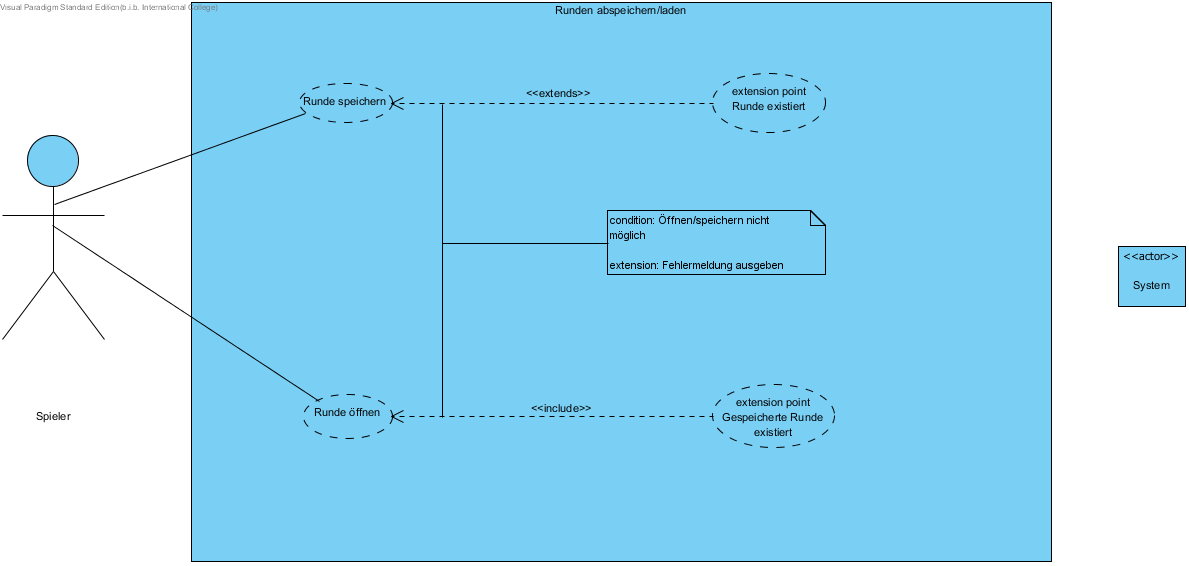 Visual Paradigm Standard Edition(b.i.b. International College)
Runden abspeichern/laden
Runde speichern
<<extends>>
extension point
Runde existiert
condition: Öffnen/speichern nicht
möglich
extension: Fehlermeldung ausgeben
<<actor>>
System
Spieler
Runde öffnen
<<include>>
extension point
Gespeicherte Runde
existiert